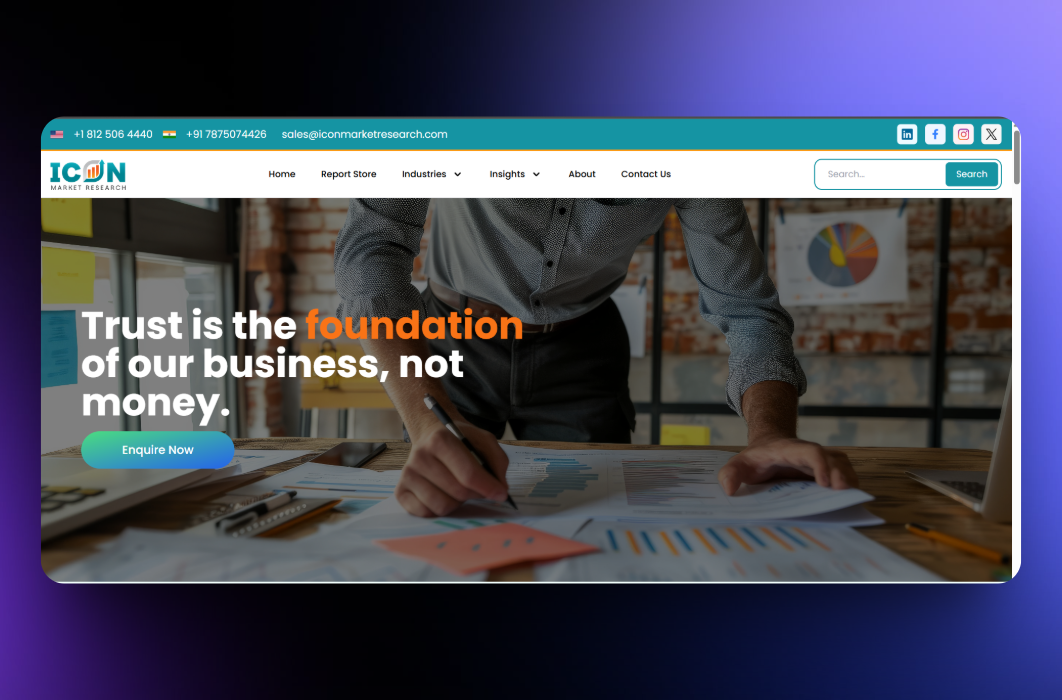 +1 812 506 4440 +91 7875074426 sales@iconmarketresearch.com
ICON
MARKET RESEARCH
Home Report Store Industries Insights About Contact Us
Search... Search
Trust is the foundation
of our business, not
money.
Enquire Now